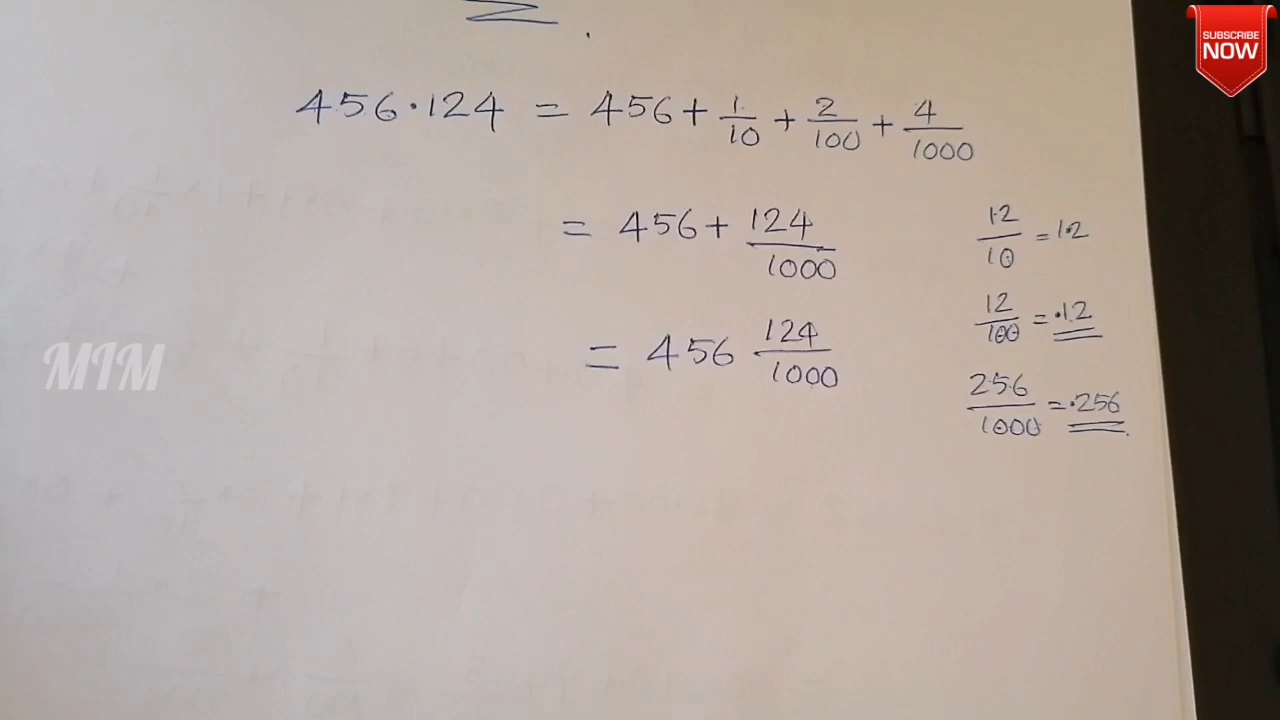 SUBSCRIBE
NOW
456.124 = 456 + 1/10 + 2/100 + 4/1000
= 456 + 124/1000
= 456 124/1000
12/10 = 1.2
12/100 = .12
256/1000 = .256
MIM